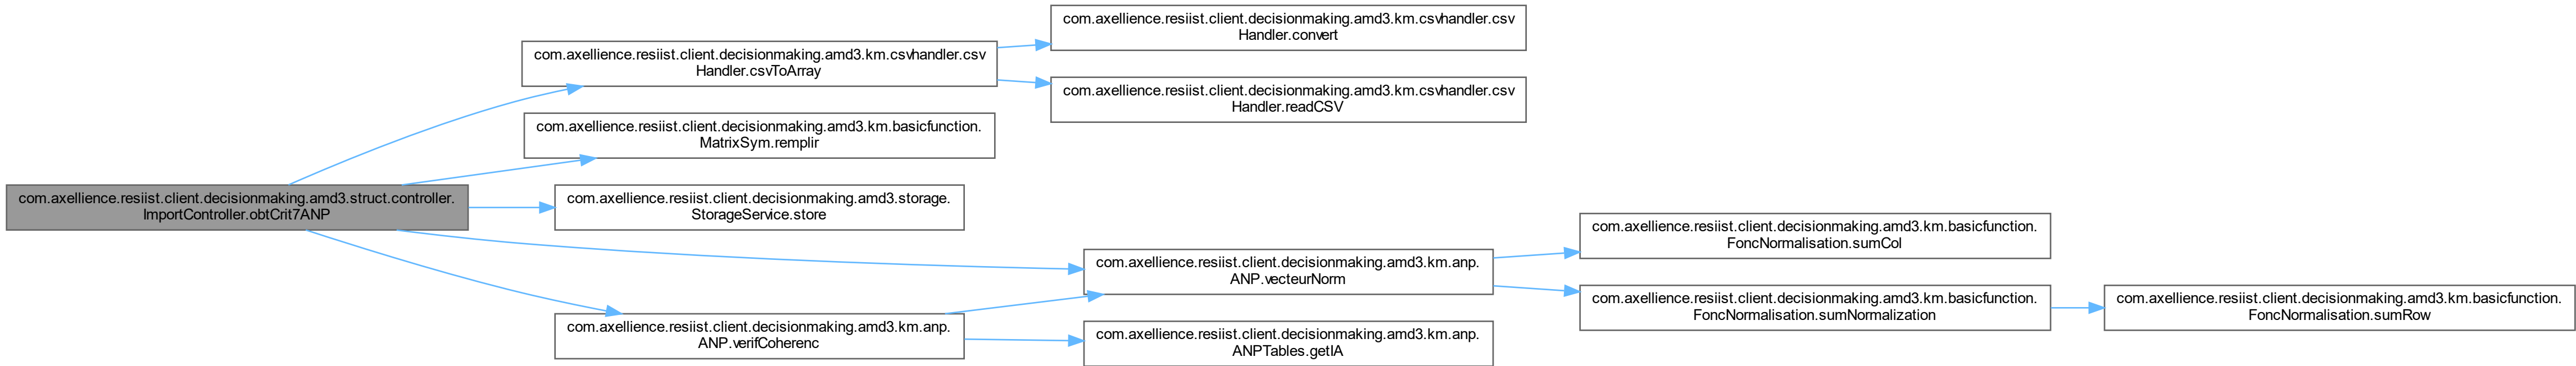 com.axellience.resiist.client.decisionmaking.amd3.struct.controller.
ImportController.obtCrit7ANP
com.axellience.resiist.client.decisionmaking.amd3.km.csvhandler.csv
Handler.csvToArray
com.axellience.resiist.client.decisionmaking.amd3.km.csvhandler.csv
Handler.convert
com.axellience.resiist.client.decisionmaking.amd3.km.csvhandler.csv
Handler.readCSV
com.axellience.resiist.client.decisionmaking.amd3.km.basicfunction.
MatrixSym.remplir
com.axellience.resiist.client.decisionmaking.amd3.storage.
StorageService.store
com.axellience.resiist.client.decisionmaking.amd3.km.anp.
ANP.vecteurNorm
com.axellience.resiist.client.decisionmaking.amd3.km.basicfunction.
FoncNormalisation.sumCol
com.axellience.resiist.client.decisionmaking.amd3.km.basicfunction.
FoncNormalisation.sumNormalization
com.axellience.resiist.client.decisionmaking.amd3.km.basicfunction.
FoncNormalisation.sumRow
com.axellience.resiist.client.decisionmaking.amd3.km.anp.
ANP.verifCoherenc
com.axellience.resiist.client.decisionmaking.amd3.km.anp.
ANPTables.getIA